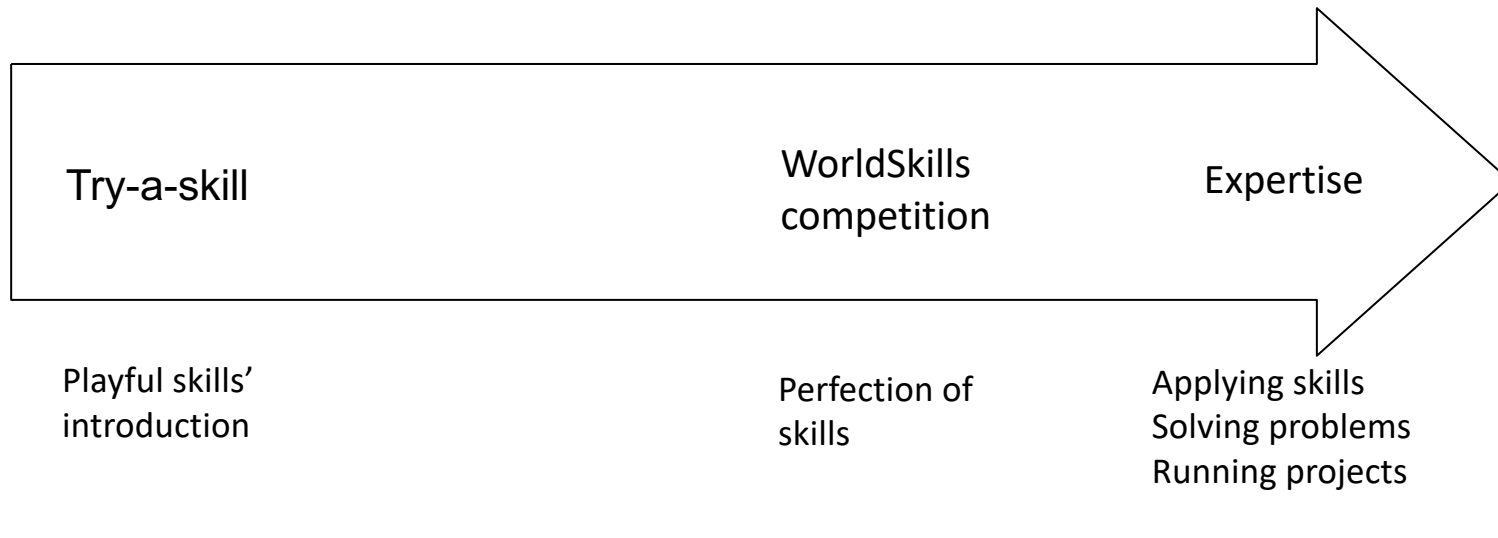 Try-a-skill
WorldSkills
competition
Expertise
Playful skills’
introduction
Perfection of
skills
Applying skills
Solving problems
Running projects